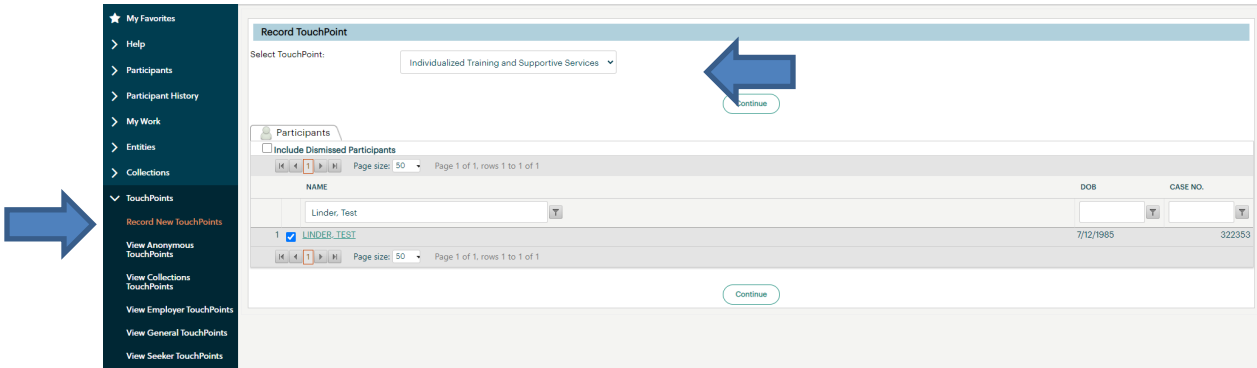 My Favorites
Help
Participants
Participant History
My Work
Entities
Collections
TouchPoints
Record New TouchPoints
View Anonymous
TouchPoints
View Collections
TouchPoints
View Employer TouchPoints
View General TouchPoints
View Seeker TouchPoints
Record TouchPoint
Select TouchPoint:
Individualized Training and Supportive Services
Continue
Participants
Include Dismissed Participants
1 Page size: 50 Page 1 of 1, rows 1 to 1 of 1
NAME DOB CASE NO.
Linder, Test
1 LINDER, TEST 7/12/1985 322353
1 Page size: 50 Page 1 of 1, rows 1 to 1 of 1
Continue